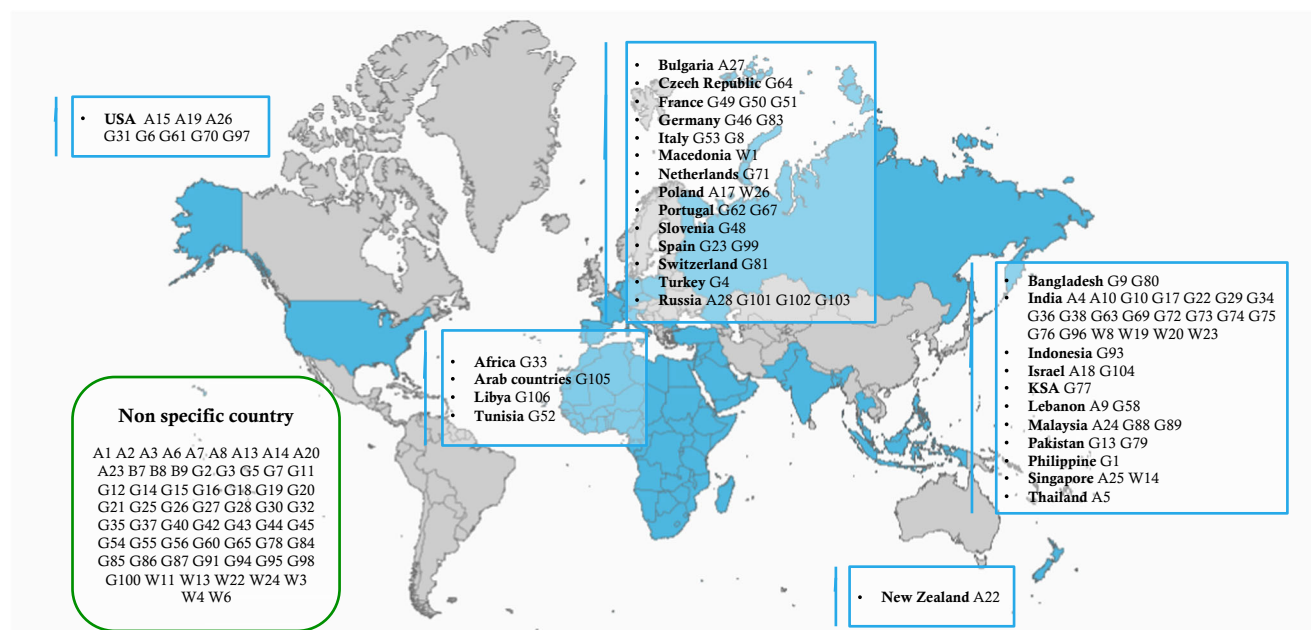 • USA A15 A19 A26
G31 G6 G61 G70 G97
• Bulgaria A27
• Czech Republic G64
• France G49 G50 G51
• Germany G46 G83
• Italy G53 G8
• Macedonia W1
• Netherlands G71
• Poland A17 W26
• Portugal G62 G67
• Slovenia G48
• Spain G23 G99
• Switzerland G81
• Turkey G4
• Russia A28 G101 G102 G103
• Bangladesh G9 G80
• India A4 A10 G10 G17 G22 G29 G34
G36 G38 G63 G69 G72 G73 G74 G75
G76 G96 W8 W19 W20 W23
• Indonesia G93
• Israel A18 G104
• KSA G77
• Lebanon A9 G58
• Malaysia A24 G88 G89
• Pakistan G13 G79
• Philippine G1
• Singapore A25 W14
• Thailand A5
• Africa G33
• Arab countries G105
• Libya G106
• Tunisia G52
Non specific country
A1 A2 A3 A6 A7 A8 A13 A14 A20
A23 B7 B8 B9 G2 G3 G5 G7 G11
G12 G14 G15 G16 G18 G19 G20
G21 G25 G26 G27 G28 G30 G32
G35 G37 G40 G42 G43 G44 G45
G54 G55 G56 G60 G65 G78 G84
G85 G86 G87 G91 G94 G95 G98
G100 W11 W13 W22 W24 W3
W4 W6
• New Zealand A22